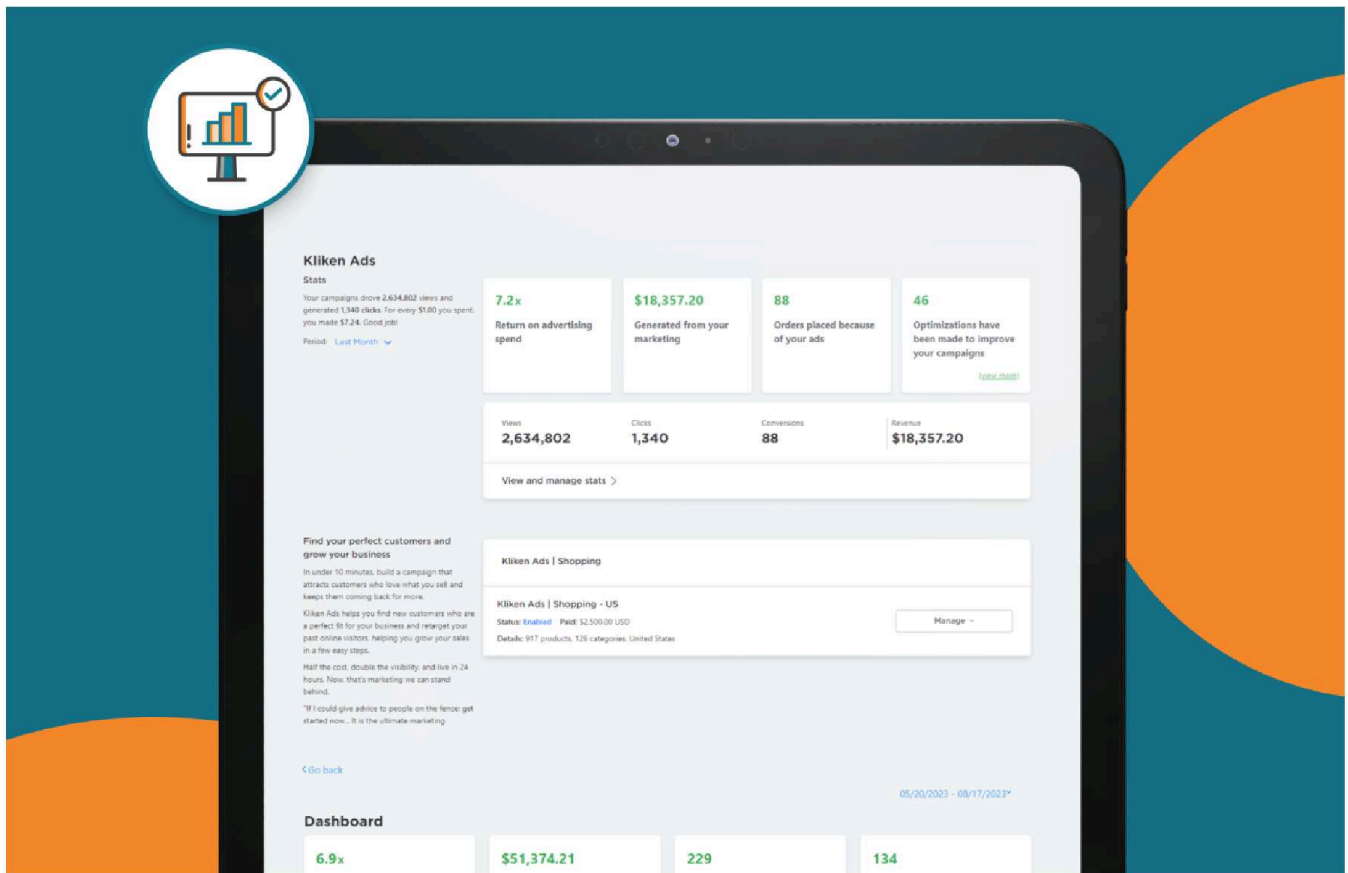 Kliken Ads
Stats
Your campaigns drove 2,634,802 views and
generated 1,340 clicks. For every $1.00 you spent,
you made $7.24. Good job!
Period: Last Month
7.2x
Return on advertising
spend
$18,357.20
Generated from your
marketing
88
Orders placed because
of your ads
46
Optimizations have
been made to improve
your campaigns
(view most)
Views
2,634,802
Clicks
1,340
Conversions
88
Revenue
$18,357.20
View and manage stats >
Find your perfect customers and
grow your business
In under 10 minutes, build a campaign that
attracts customers who love what you sell and
keeps them coming back for more.
Kliken Ads helps you find new customers who are
a perfect fit for your business and retarget your
past online visitors, helping you grow your sales
in a few easy steps.
Half the cost, double the visibility, and live in 24
hours. Now, that's marketing we can stand
behind.
"If I could give advice to people on the fence: get
started now... It is the ultimate marketing
Kliken Ads | Shopping
Kliken Ads | Shopping - US
Status: Enabled Paid: $2,500.00 USD
Details: 917 products, 126 categories, United States
Manage
< Go back
05/20/2023 - 08/17/2023
Dashboard
6.9x
$51,374.21
229
134